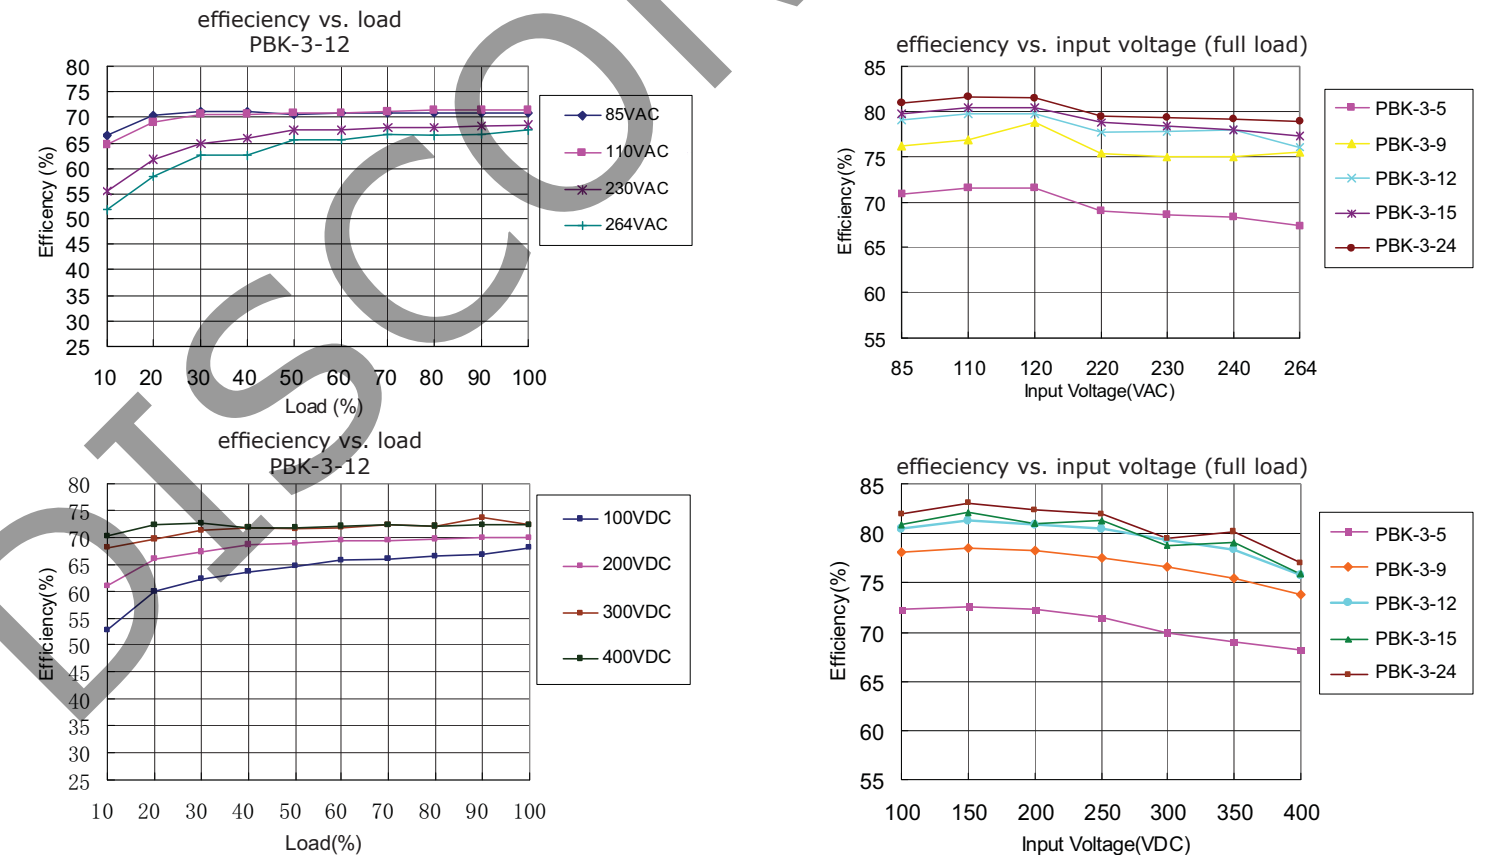 effieciency vs. load
PBK-3-12
80
75
70
65
60
55
50
45
40
35
30
25
Efficency (%)
10 20 30 40 50 60 70 80 90 100
Load (%)
85VAC
110VAC
230VAC
264VAC
effieciency vs. input voltage (full load)
85
80
75
70
65
60
55
Efficiency(%)
85 110 120 220 230 240 264
Input Voltage(VAC)
PBK-3-5
PBK-3-9
PBK-3-12
PBK-3-15
PBK-3-24
effieciency vs. load
PBK-3-12
80
75
70
65
60
55
50
45
40
35
30
25
Efficiency(%)
10 20 30 40 50 60 70 80 90 100
Load(%)
100VDC
200VDC
300VDC
400VDC
effieciency vs. input voltage (full load)
85
80
75
70
65
60
55
Efficiency(%)
100 150 200 250 300 350 400
Input Voltage(VDC)
PBK-3-5
PBK-3-9
PBK-3-12
PBK-3-15
PBK-3-24
DISCO